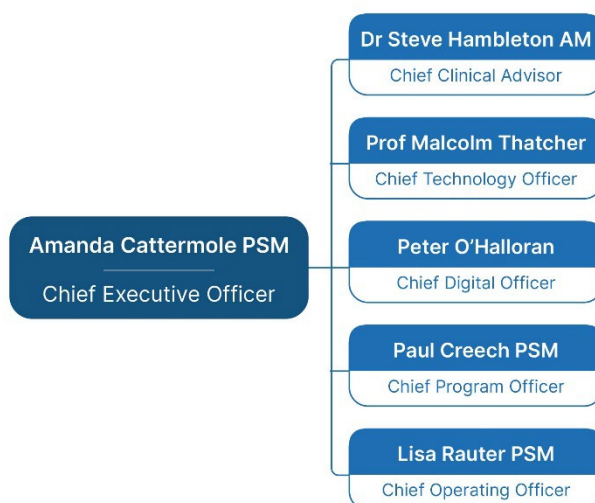 Dr Steve Hambleton AM
Chief Clinical Advisor
Prof Malcolm Thatcher
Chief Technology Officer
Amanda Cattermole PSM
Chief Executive Officer
Peter O’Halloran
Chief Digital Officer
Paul Creech PSM
Chief Program Officer
Lisa Rauter PSM
Chief Operating Officer